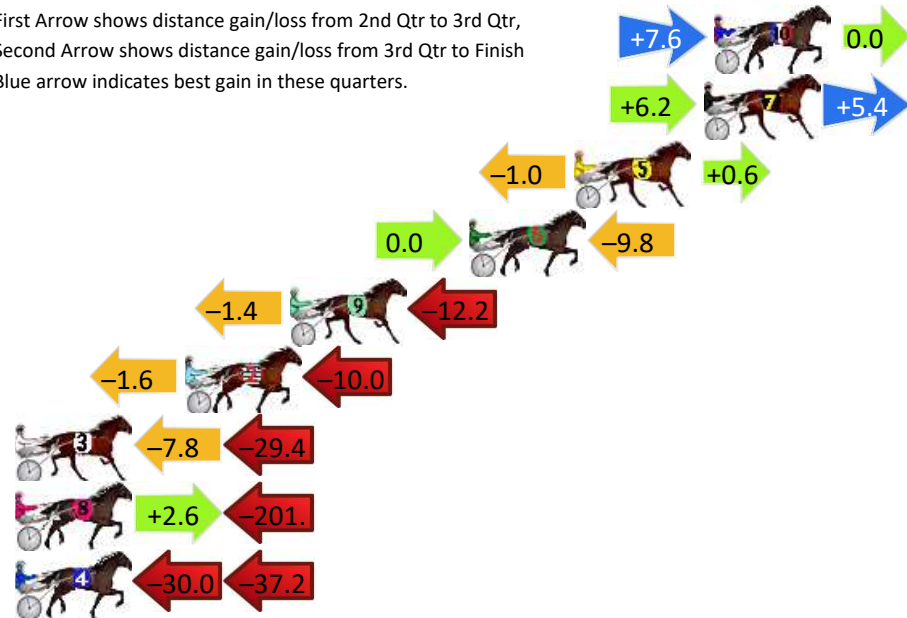 First Arrow shows distance gain/loss from 2nd Qtr to 3rd Qtr,
Second Arrow shows distance gain/loss from 3rd Qtr to Finish
Blue arrow indicates best gain in these quarters.
+7.6 10 0.0
+6.2 7 +5.4
–1.0 5 +0.6
0.0 6 –9.8
–1.4 9 –12.2
–1.6 –10.0
3 –7.8 –29.4
8 +2.6 –201.
4 –30.0 –37.2